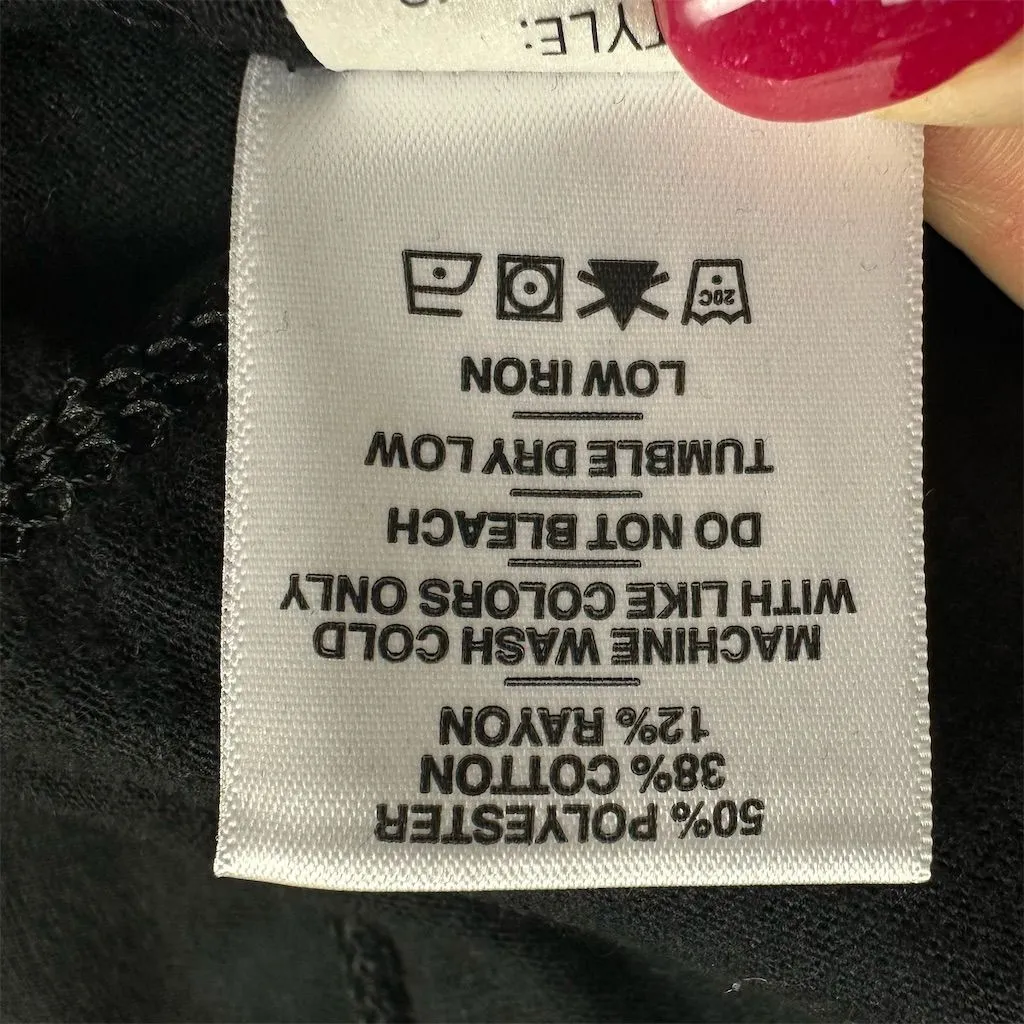 50% POLYESTER
38% COTTON
12% RAYON
MACHINE WASH COLD
WITH LIKE COLORS ONLY
DO NOT BLEACH
TUMBLE DRY LOW
LOW IRON
20C